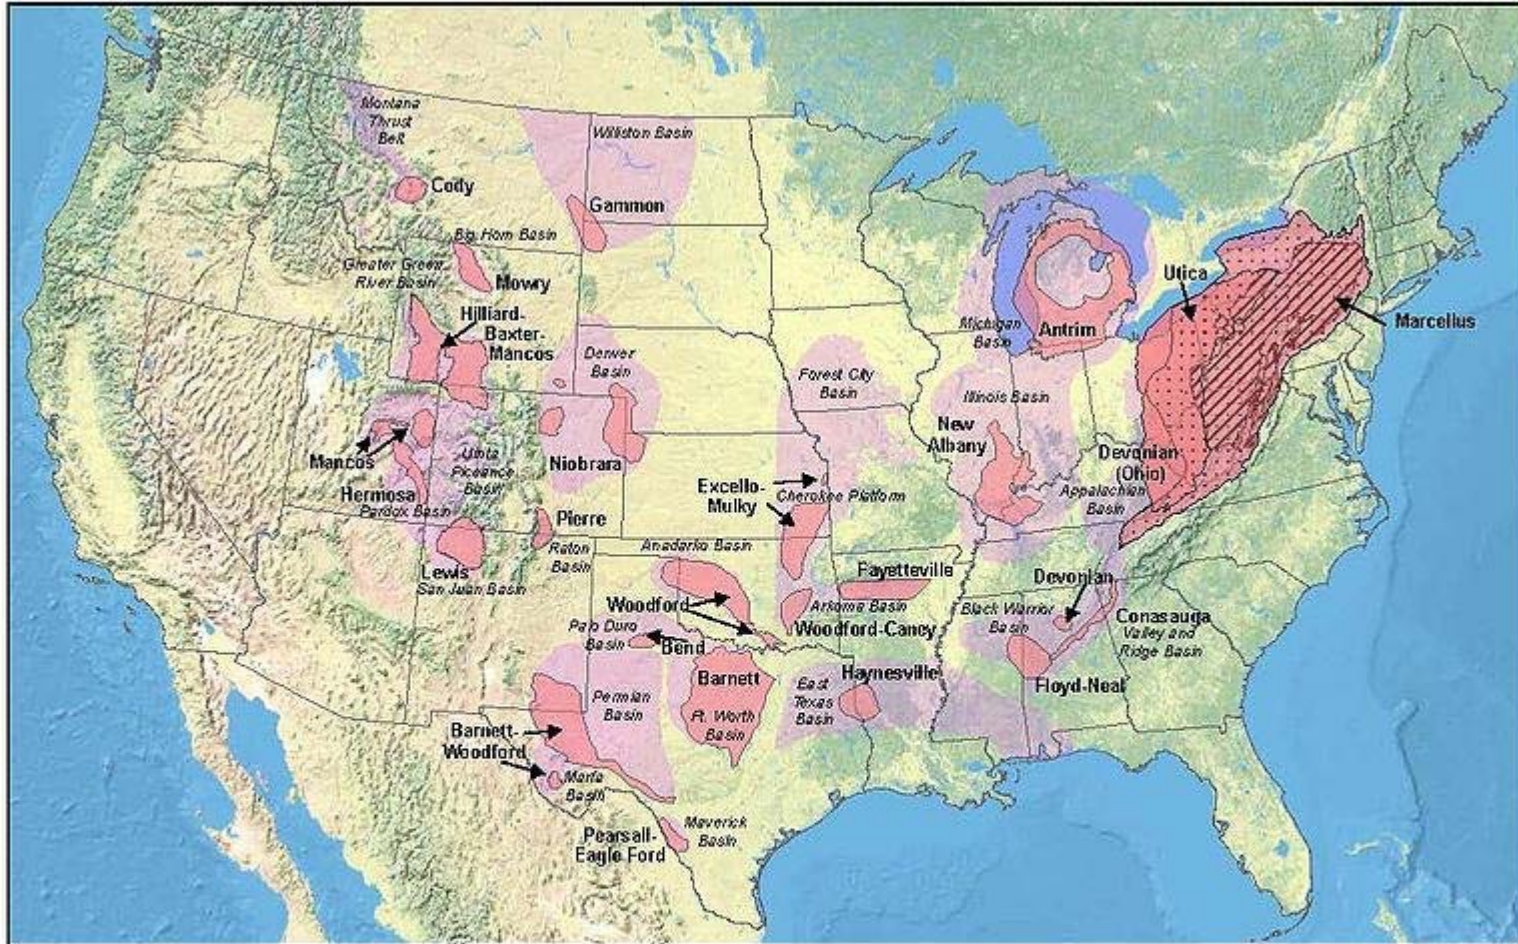 Montana
Thrust
Belt
Williston Basin
Cody
Gammon
Big Horn Basin
Greater Green
River Basin
Mowry
Hilliard-
Baxter-
Mancos
Utica
Marcellus
Michigan
Basin
Antrim
Denver
Basin
Forest City
Basin
Illinois Basin
New
Albany
Mancos
Uinta
Piceance
Basin
Niobrara
Devonian
(Ohio)
Hermosa
Paradox Basin
Excello-
Mulky
Cherokee Platform
Appalachian
Basin
Pierre
Raton
Basin
Anadarko Basin
Lewis
San Juan Basin
Fayetteville
Devonian
Woodford
Arkoma Basin
Black Warrior
Basin
Conasauga
Valley and
Ridge Basin
Palo Duro
Basin
Bend
Woodford-Caney
Barnett
Haynesville
Floyd-Neal
Permian
Basin
East
Texas
Basin
Ft. Worth
Basin
Barnett-
Woodford
Marfa
Basin
Pearsall-
Eagle Ford
Maverick
Basin